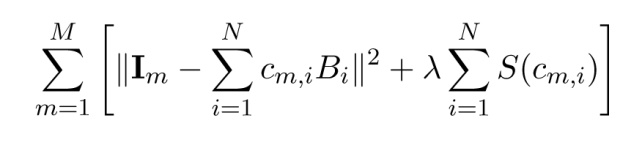 \sum_{m=1}^{M} \left[ \|\mathbf{I}_m - \sum_{i=1}^{N} c_{m,i} B_i\|^2 + \lambda \sum_{i=1}^{N} S(c_{m,i}) \right]